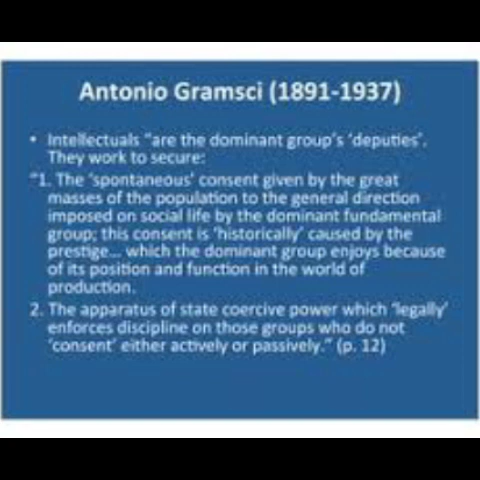 Antonio Gramsci (1891-1937)
• Intellectuals “are the dominant group’s ‘deputies’.
They work to secure:
“1. The ‘spontaneous’ consent given by the great
masses of the population to the general direction
imposed on social life by the dominant fundamental
group; this consent is ‘historically’ caused by the
prestige… which the dominant group enjoys because
of its position and function in the world of
production.
2. The apparatus of state coercive power which ‘legally’
enforces discipline on those groups who do not
‘consent’ either actively or passively.” (p. 12)